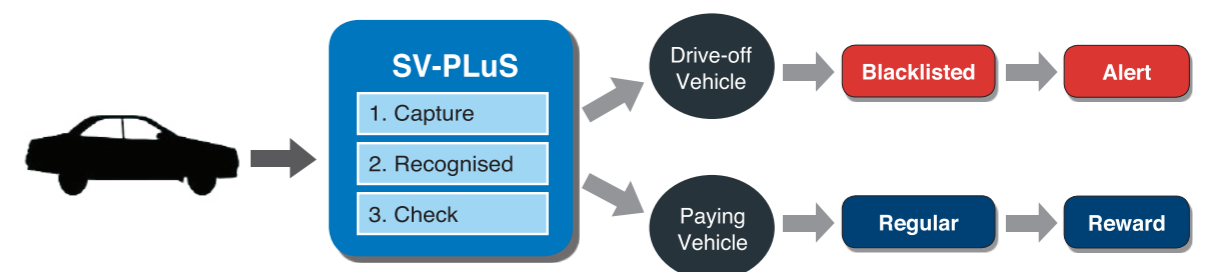 SV-PLuS
1. Capture
2. Recognised
3. Check
Drive-off
Vehicle
Blacklisted
Alert
Paying
Vehicle
Regular
Reward